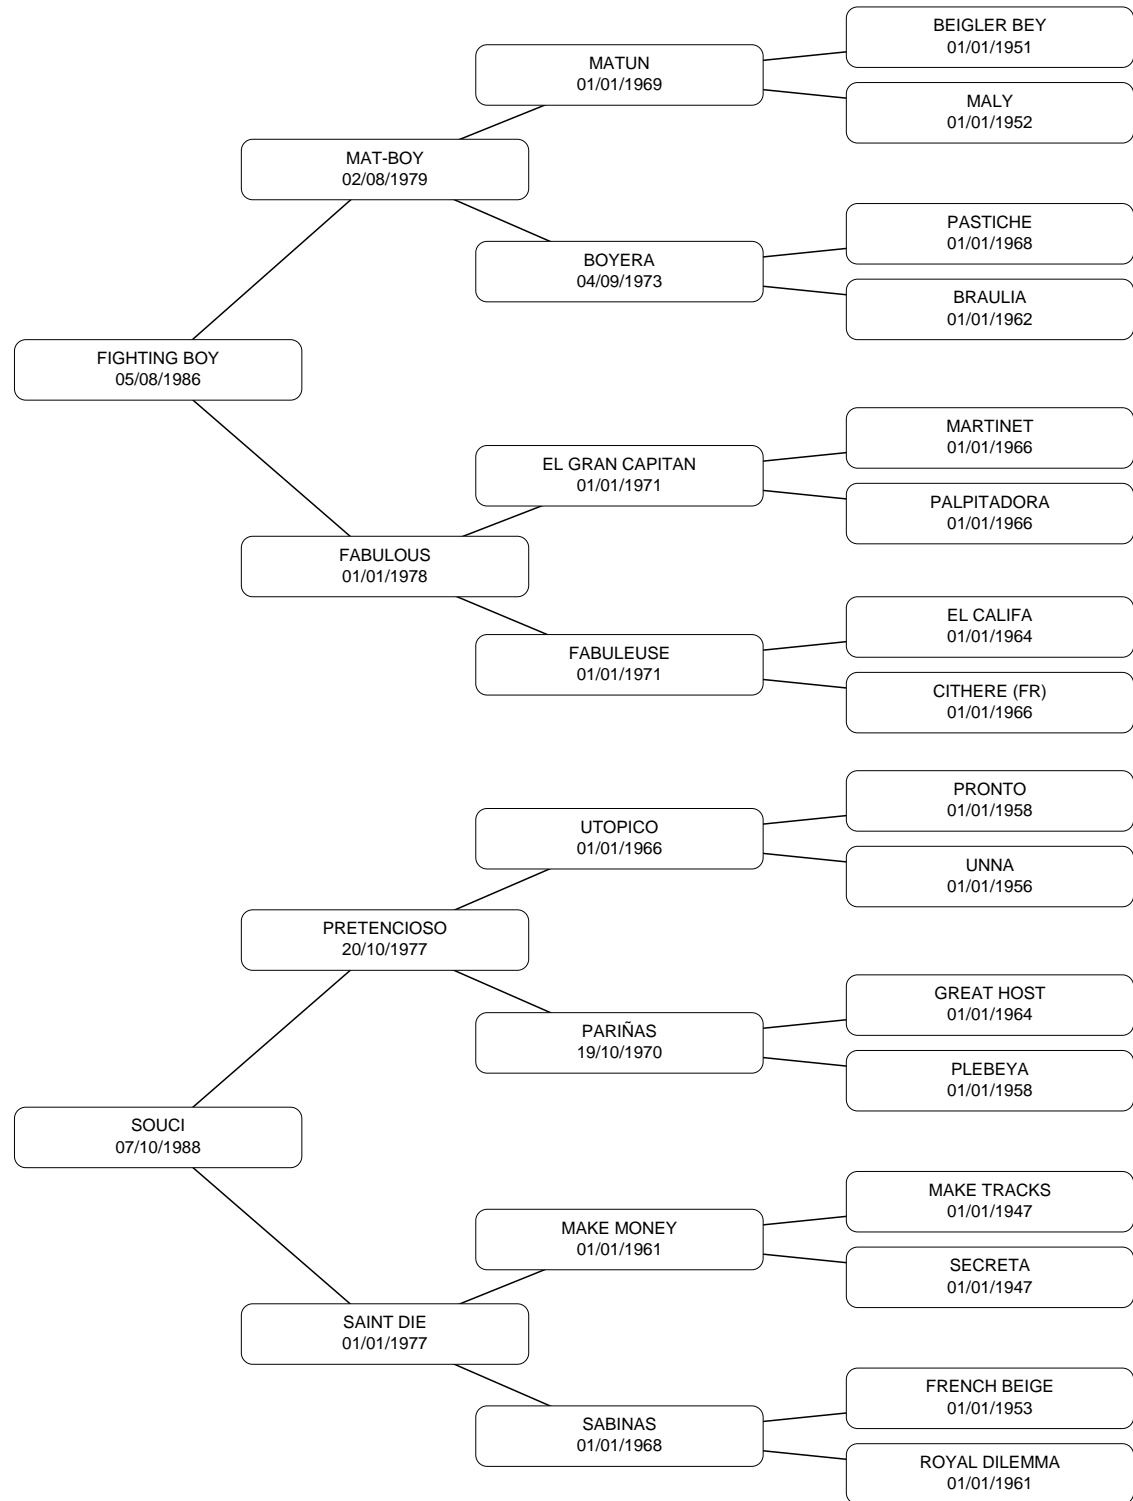 BEIGLER BEY
01/01/1951
MATUN
01/01/1969
MALY
01/01/1952
MAT-BOY
02/08/1979
PASTICHE
01/01/1968
BOYERA
04/09/1973
BRAULIA
01/01/1962
FIGHTING BOY
05/08/1986
MARTINET
01/01/1966
EL GRAN CAPITAN
01/01/1971
PALPITADORA
01/01/1966
FABULOUS
01/01/1978
EL CALIFA
01/01/1964
FABULEUSE
01/01/1971
CITHERE (FR)
01/01/1966
PRONTO
01/01/1958
UTOPICO
01/01/1966
UNNA
01/01/1956
PRETENCIOSO
20/10/1977
GREAT HOST
01/01/1964
PARIÑAS
19/10/1970
PLEBEYA
01/01/1958
SOUCI
07/10/1988
MAKE TRACKS
01/01/1947
MAKE MONEY
01/01/1961
SECRETA
01/01/1947
SAINT DIE
01/01/1977
FRENCH BEIGE
01/01/1953
SABINAS
01/01/1968
ROYAL DILEMMA
01/01/1961